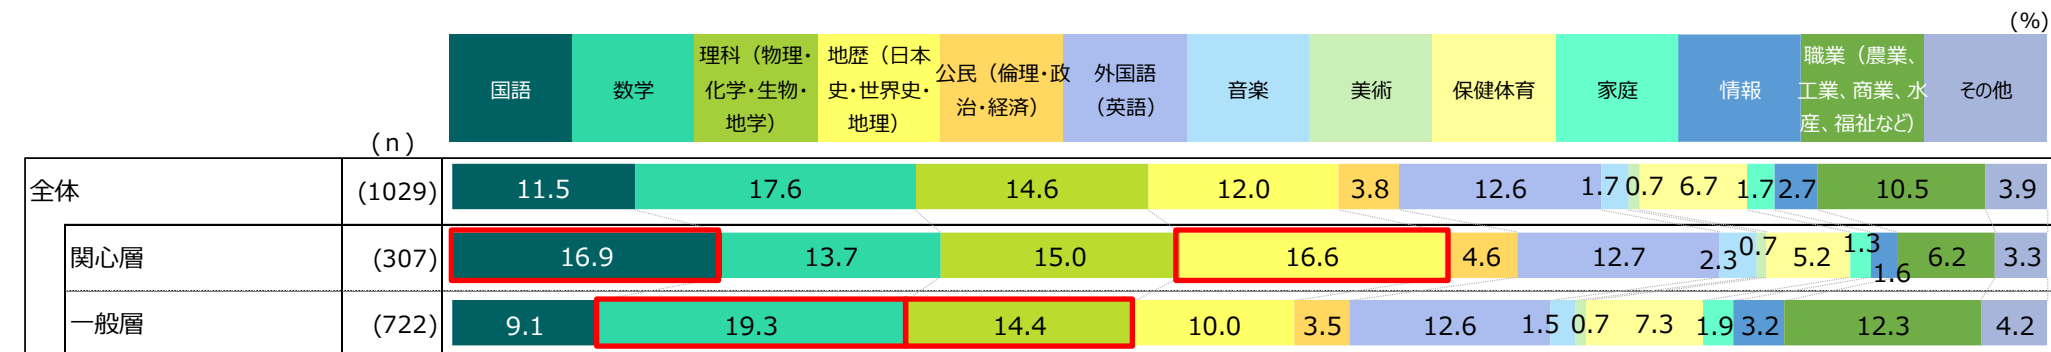 (%)
国語
数学
理科（物理・
化学・生物・
地学）
地歴（日本
史・世界史・
地理）
公民（倫理・政
治・経済）
外国語
（英語）
音楽
美術
保健体育
家庭
情報
職業（農業、
工業、商業、水
産、福祉など）
その他
(n)
全体 (1029) 11.5 17.6 14.6 12.0 3.8 12.6 1.7 0.7 6.7 1.7 2.7 10.5 3.9
関心層 (307) 16.9 13.7 15.0 16.6 4.6 12.7 2.3 0.7 5.2 1.3 1.6 6.2 3.3
一般層 (722) 9.1 19.3 14.4 10.0 3.5 12.6 1.5 0.7 7.3 1.9 3.2 12.3 4.2